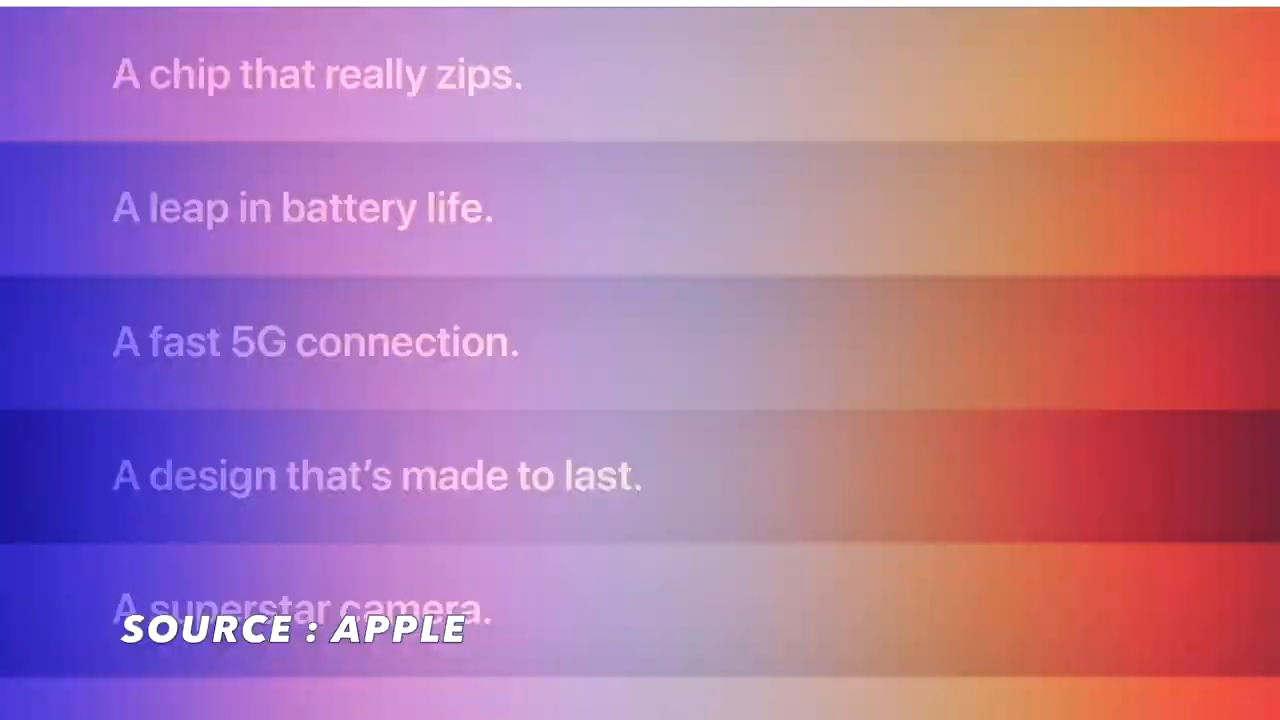 A chip that really zips.
A leap in battery life.
A fast 5G connection.
A design that’s made to last.
A superstar camera.
SOURCE : APPLE